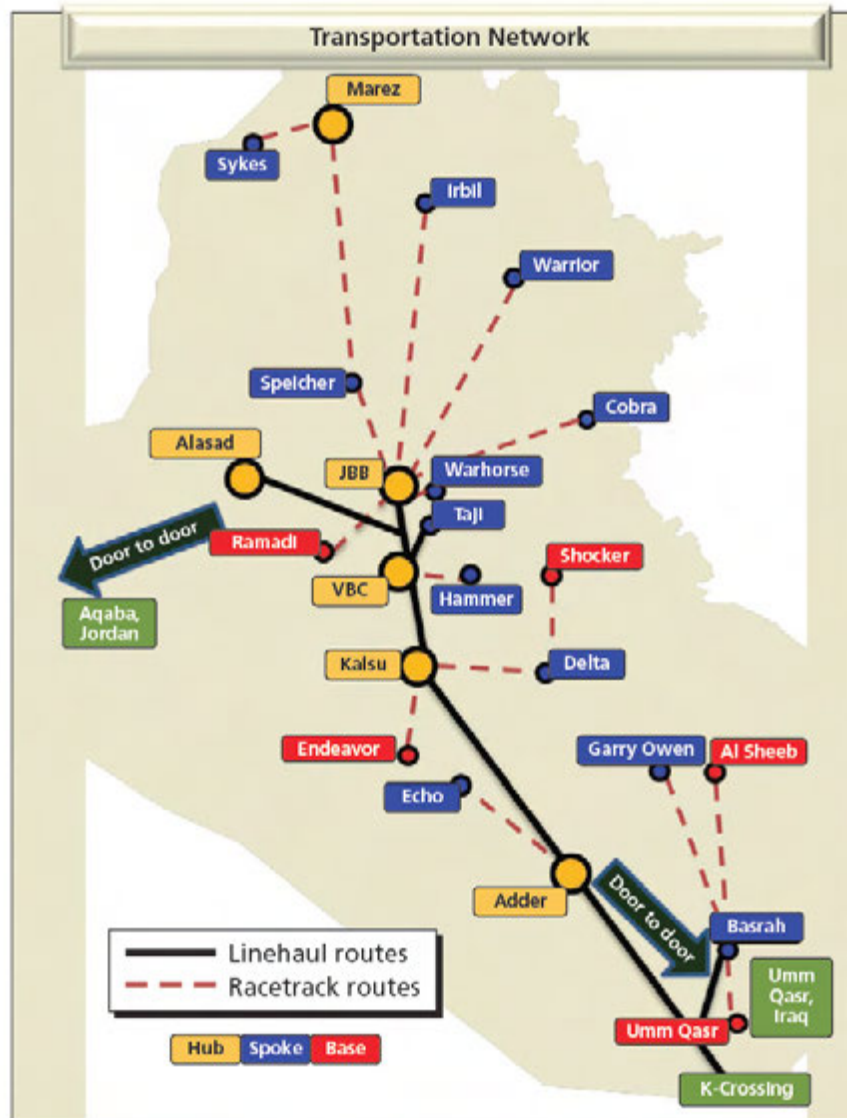 Transportation Network
Marez
Sykes
Irbil
Warrior
Speicher
Cobra
Alasad
JBB
Warhorse
Taji
Door to door
Ramadi
Shocker
VBC
Hammer
Aqaba,
Jordan
Kalsu
Delta
Endeavor
Garry Owen
Al Sheeb
Echo
Adder
Door to door
Basrah
Linehaul routes
Racetrack routes
Umm
Qasr,
Iraq
Umm Qasr
Hub Spoke Base
K-Crossing